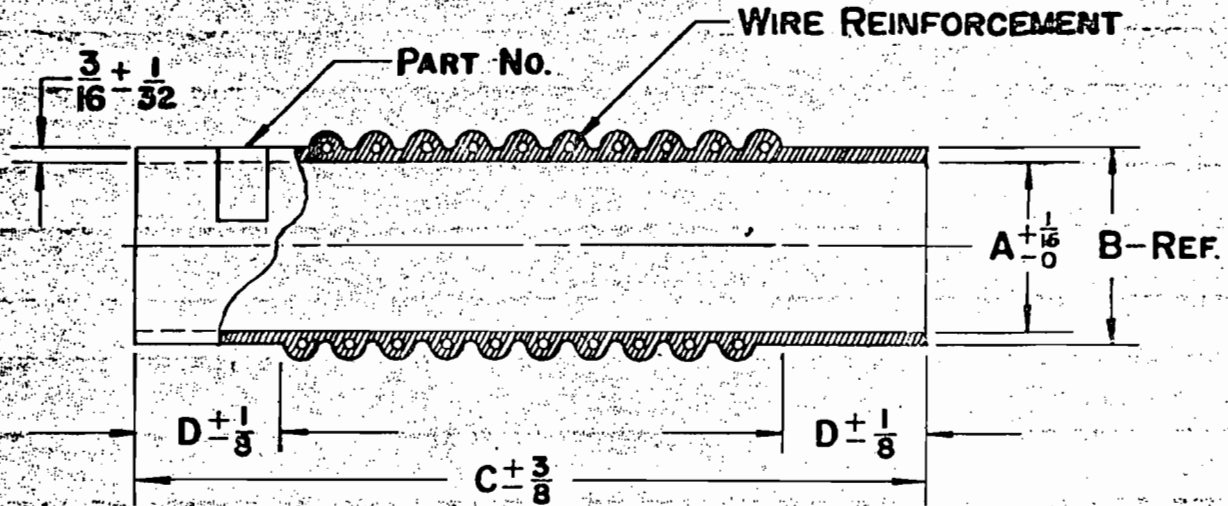 WIRE REINFORCEMENT
PART NO.
3/16 ± 1/32
A +1/16 -0
B-REF.
D ± 1/8
D ± 1/8
C ± 3/8